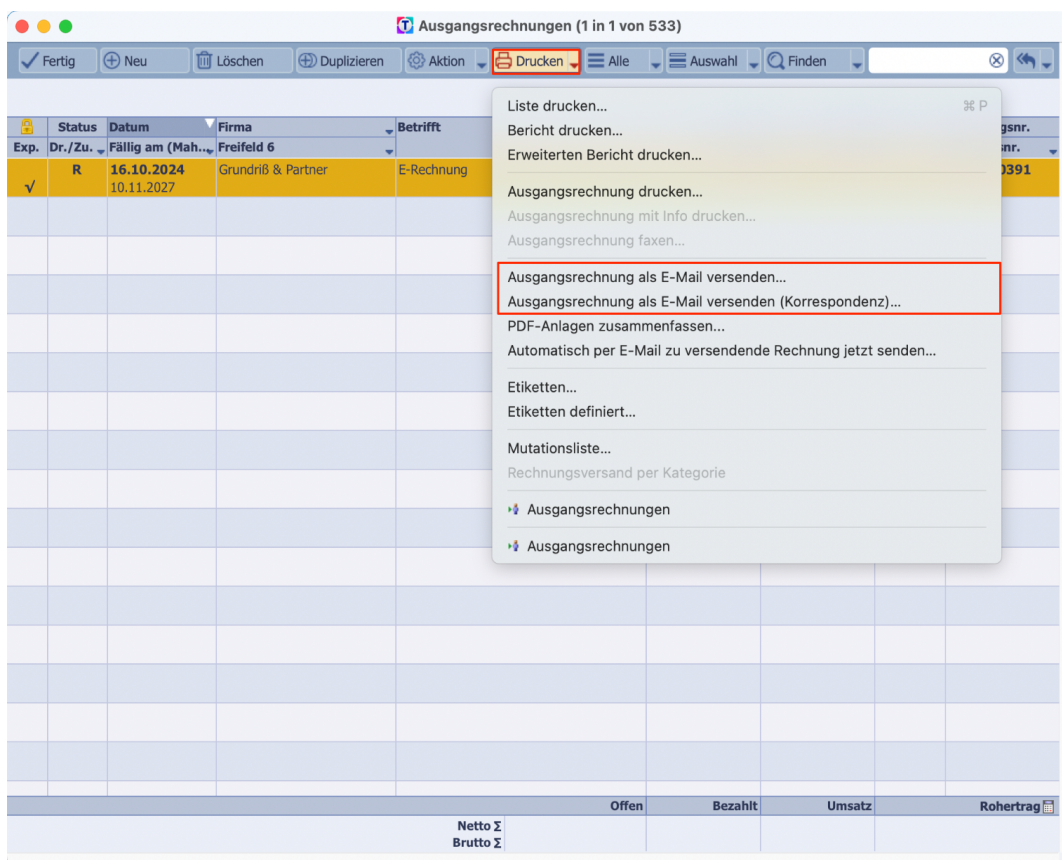 Ausgangsrechnungen (1 in 1 von 533)
Fertig Neu Löschen Duplizieren Aktion Drucken Alle Auswahl Finden
Liste drucken... ⌘ P
Bericht drucken...
Erweiterten Bericht drucken...
Ausgangsrechnung drucken...
Ausgangsrechnung mit Info drucken...
Ausgangsrechnung faxen...
Ausgangsrechnung als E-Mail versenden...
Ausgangsrechnung als E-Mail versenden (Korrespondenz)...
PDF-Anlagen zusammenfassen...
Automatisch per E-Mail zu versendende Rechnung jetzt senden...
Etiketten...
Etiketten definiert...
Mutationsliste...
Rechnungsversand per Kategorie
Ausgangsrechnungen
Ausgangsrechnungen
Status Datum Firma Betrifft gsnr.
Exp. Dr./Zu. Fällig am (Mah... Freifeld 6 nr.
R 16.10.2024 Grundriß & Partner E-Rechnung 0391
√ 10.11.2027
Offen Bezahlt Umsatz Rohertrag
Netto Σ
Brutto Σ